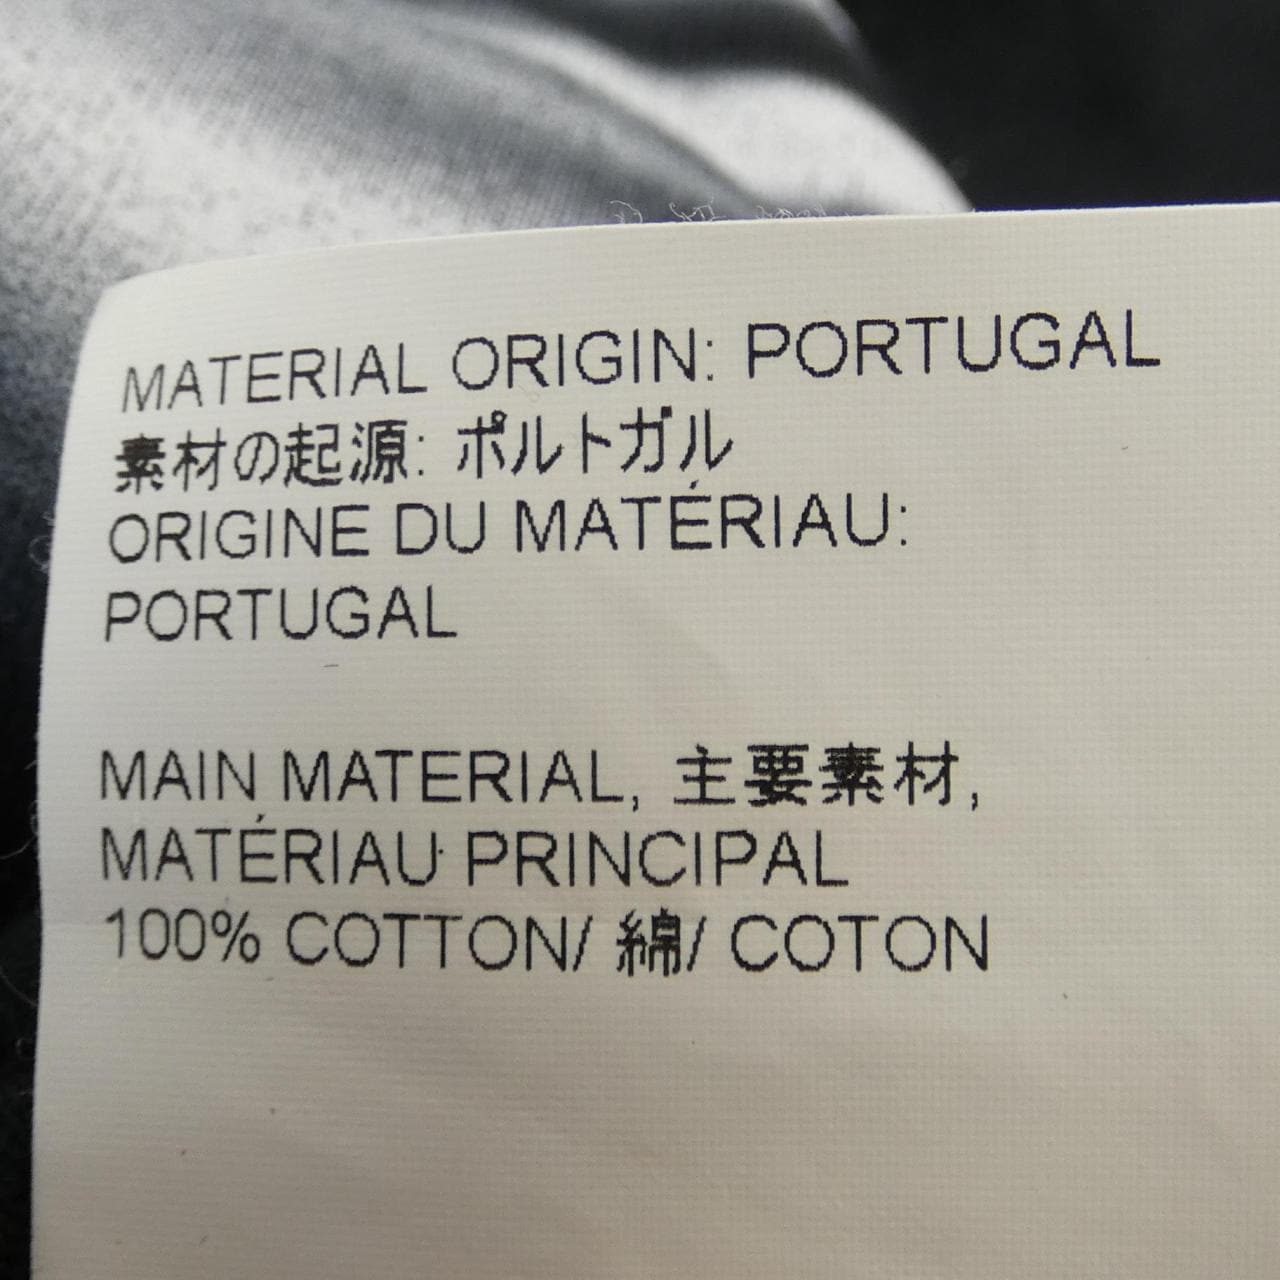 MATERIAL ORIGIN: PORTUGAL
素材の起源: ポルトガル
ORIGINE DU MATÉRIAU:
PORTUGAL
MAIN MATERIAL, 主要素材,
MATÉRIAU PRINCIPAL
100% COTTON/ 綿/ COTON